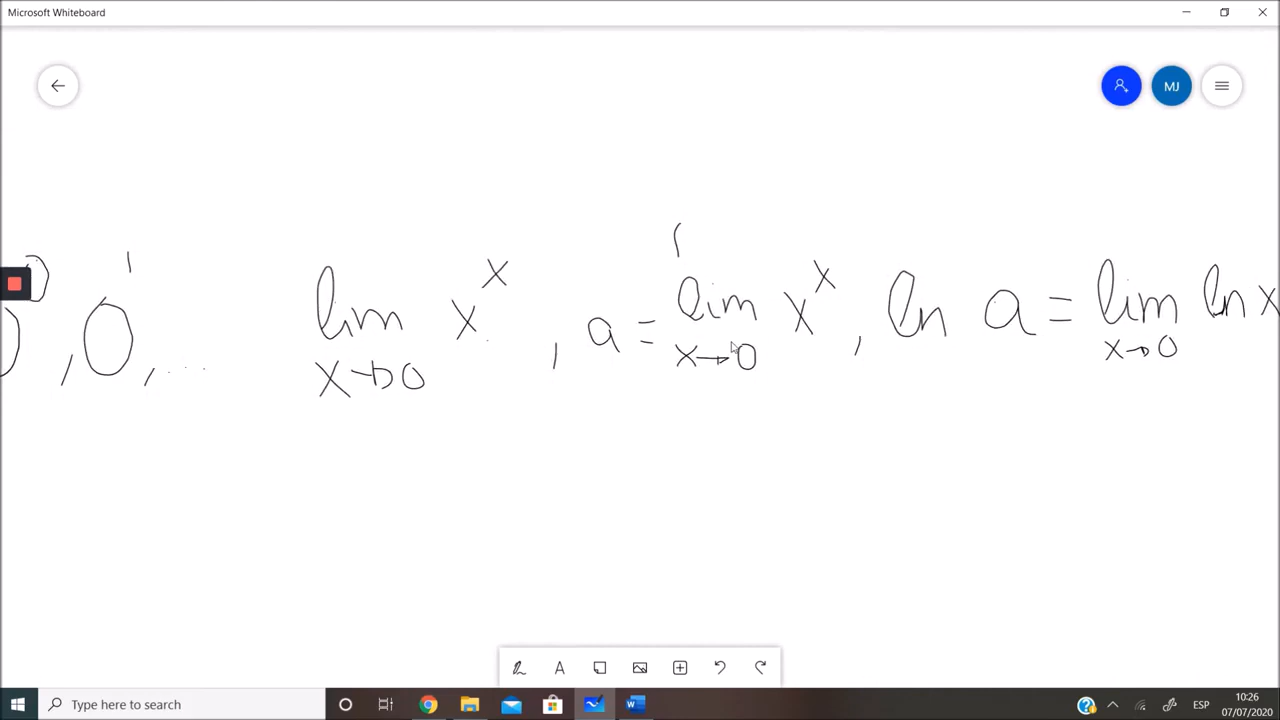 Microsoft Whiteboard
MJ
0, 0^1, ... lim x→0 x^x, a = lim x→0 x^x, ln a = lim x→0 ln x
A
Type here to search
ESP
10:26
07/07/2020